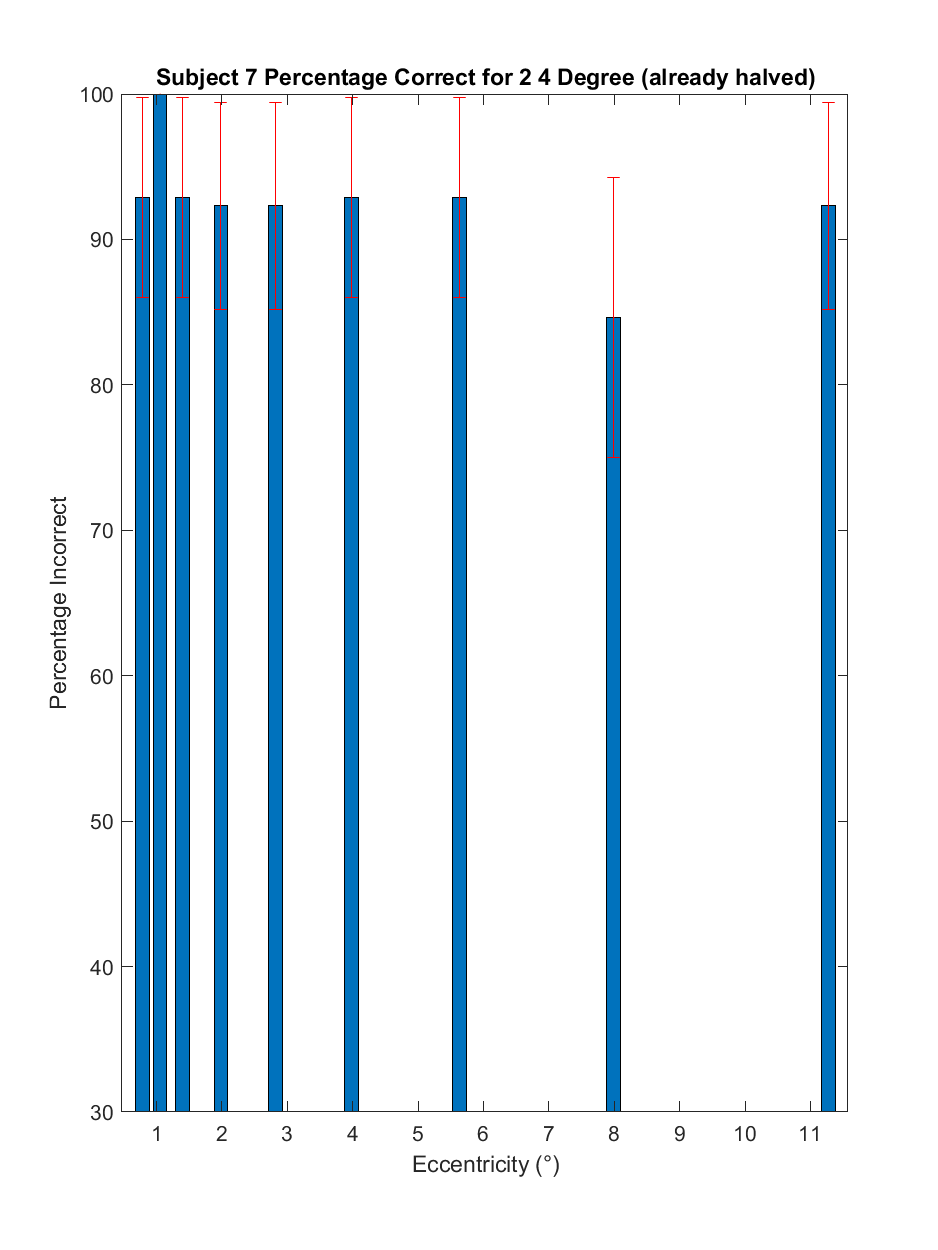 Subject 7 Percentage Correct for 2 4 Degree (already halved)
100
90
80
70
60
50
40
30
Percentage Incorrect
1 2 3 4 5 6 7 8 9 10 11
Eccentricity (°)